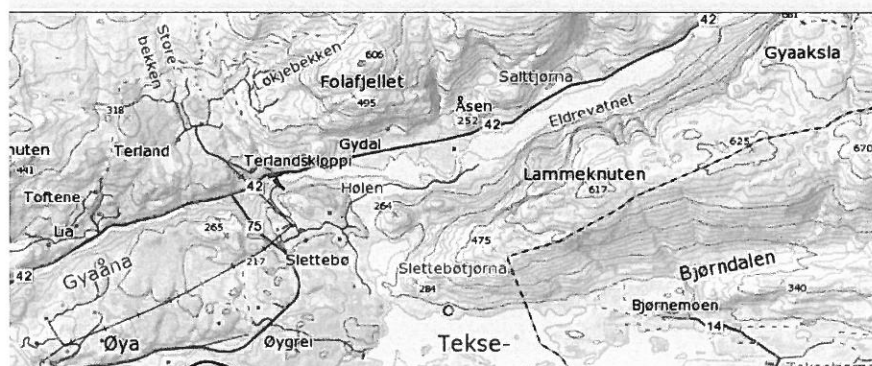 42
661
Gyaaksla
Store
bekken
Løkjebekken
606
Folafjellet
Salttjørna
495
Åsen
252
42
Eldrevatnet
318
Gydal
625
670
Terland
Terlandskloppi
441
Lammeknuten
617
42
Hølen
264
Toftene
Lia
265
75
475
217
Slettebø
Slettebøtjørna
Bjørndalen
42
Gyaåna
284
340
Bjørnemoen
14
Øya
Øygrei
Tekse-